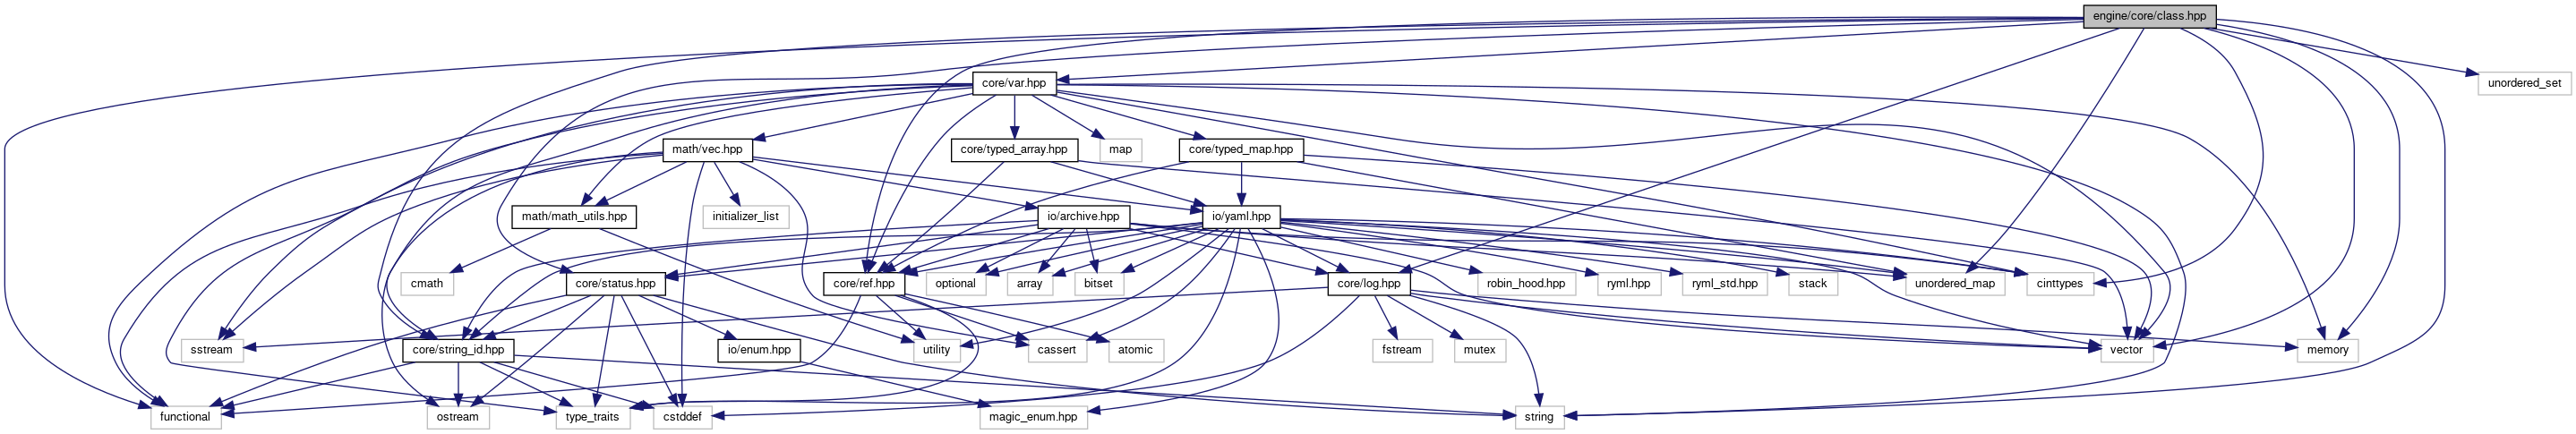 engine/core/class.hpp
core/var.hpp
unordered_set
math/vec.hpp
core/typed_array.hpp
map
core/typed_map.hpp
math/math_utils.hpp
initializer_list
io/archive.hpp
io/yaml.hpp
cmath
core/status.hpp
core/ref.hpp
optional
array
bitset
core/log.hpp
robin_hood.hpp
ryml.hpp
ryml_std.hpp
stack
unordered_map
cinttypes
sstream
core/string_id.hpp
io/enum.hpp
utility
cassert
atomic
fstream
mutex
vector
memory
functional
ostream
type_traits
cstddef
magic_enum.hpp
string